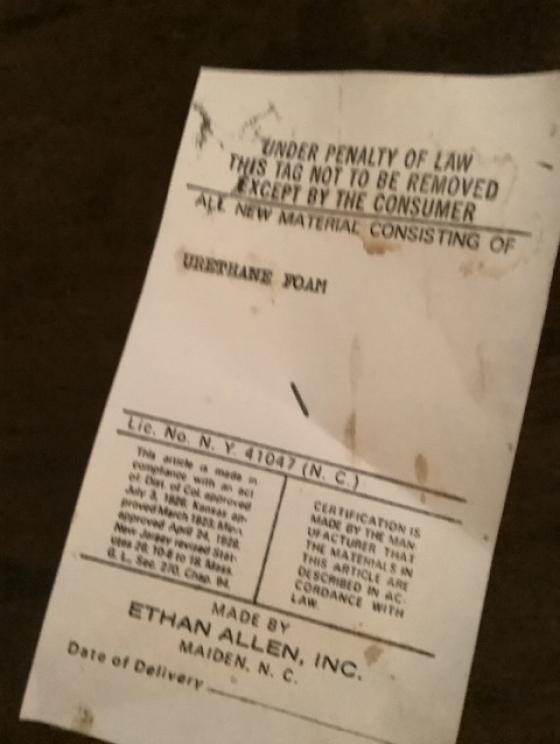 UNDER PENALTY OF LAW
THIS TAG NOT TO BE REMOVED
EXCEPT BY THE CONSUMER
ALL NEW MATERIAL CONSISTING OF
URETHANE FOAM
Lic. No. N. Y. 41047 (N. C.)
This article is made in
compliance with an act
of Dist. of Col. approved
July 3, 1926, Kansas ap-
proved March 1923, Minn.
approved April 24, 1929,
New Jersey revised Stat-
utes 26, 10-6 to 18, Mass.
G. L. Sec. 270, Chap. 94.
CERTIFICATION IS
MADE BY THE MAN-
UFACTURER THAT
THE MATERIALS IN
THIS ARTICLE ARE
DESCRIBED IN AC-
CORDANCE WITH
LAW.
MADE BY
ETHAN ALLEN, INC.
MAIDEN, N. C.
Date of Delivery